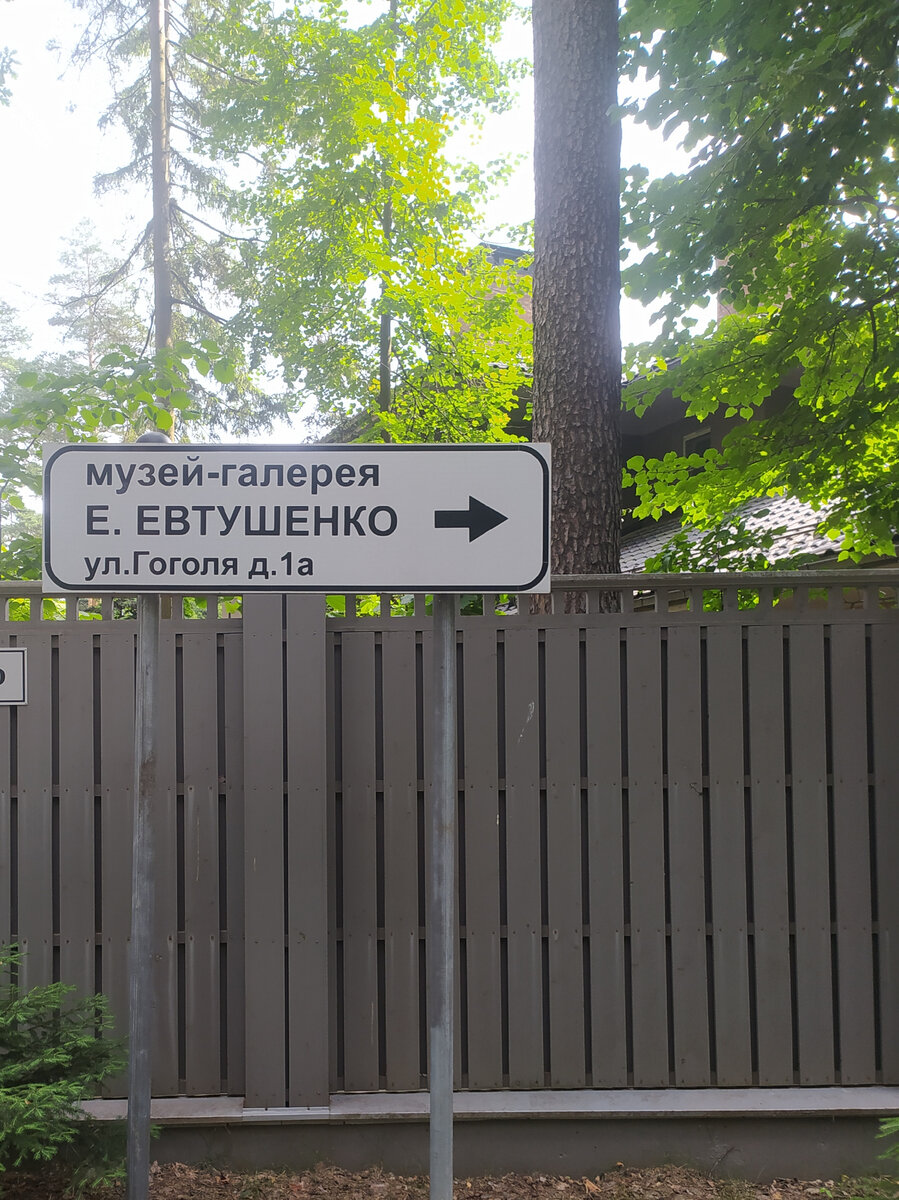 музей-галерея
Е. ЕВТУШЕНКО
ул.Гоголя д.1а